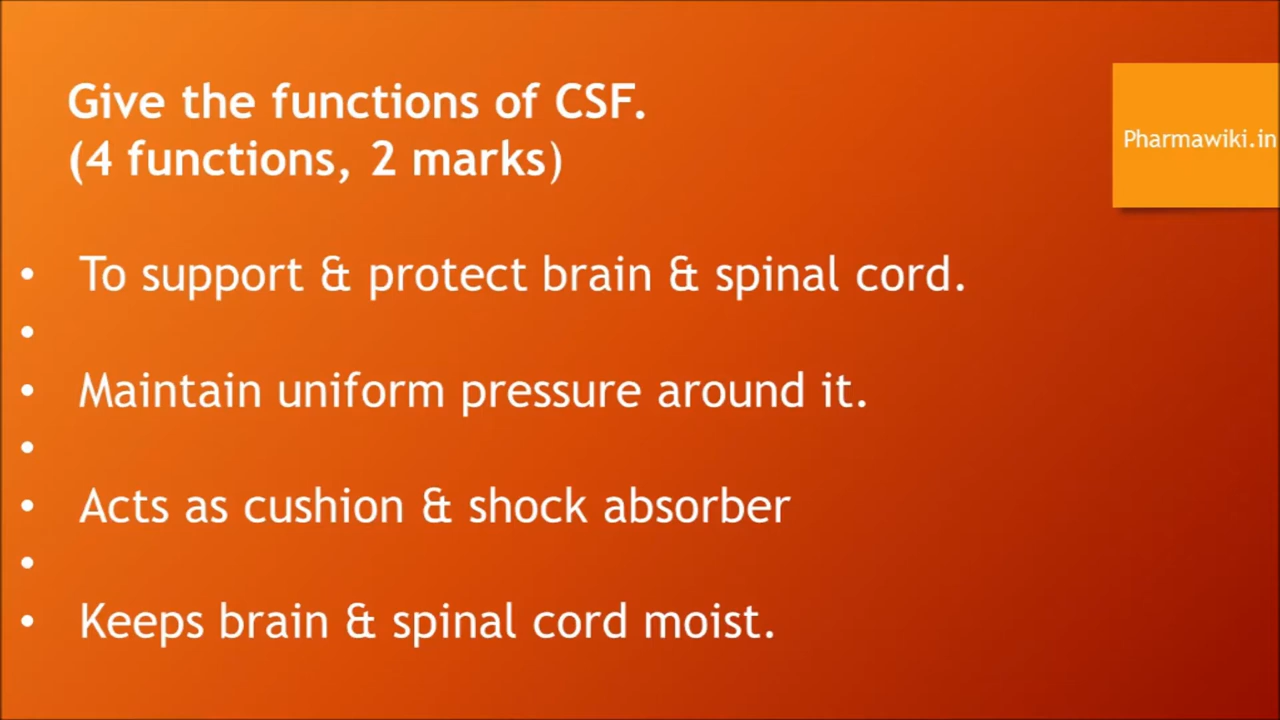 Give the functions of CSF.
(4 functions, 2 marks)
Pharmawiki.in
• To support & protect brain & spinal cord.
•
• Maintain uniform pressure around it.
•
• Acts as cushion & shock absorber
•
• Keeps brain & spinal cord moist.